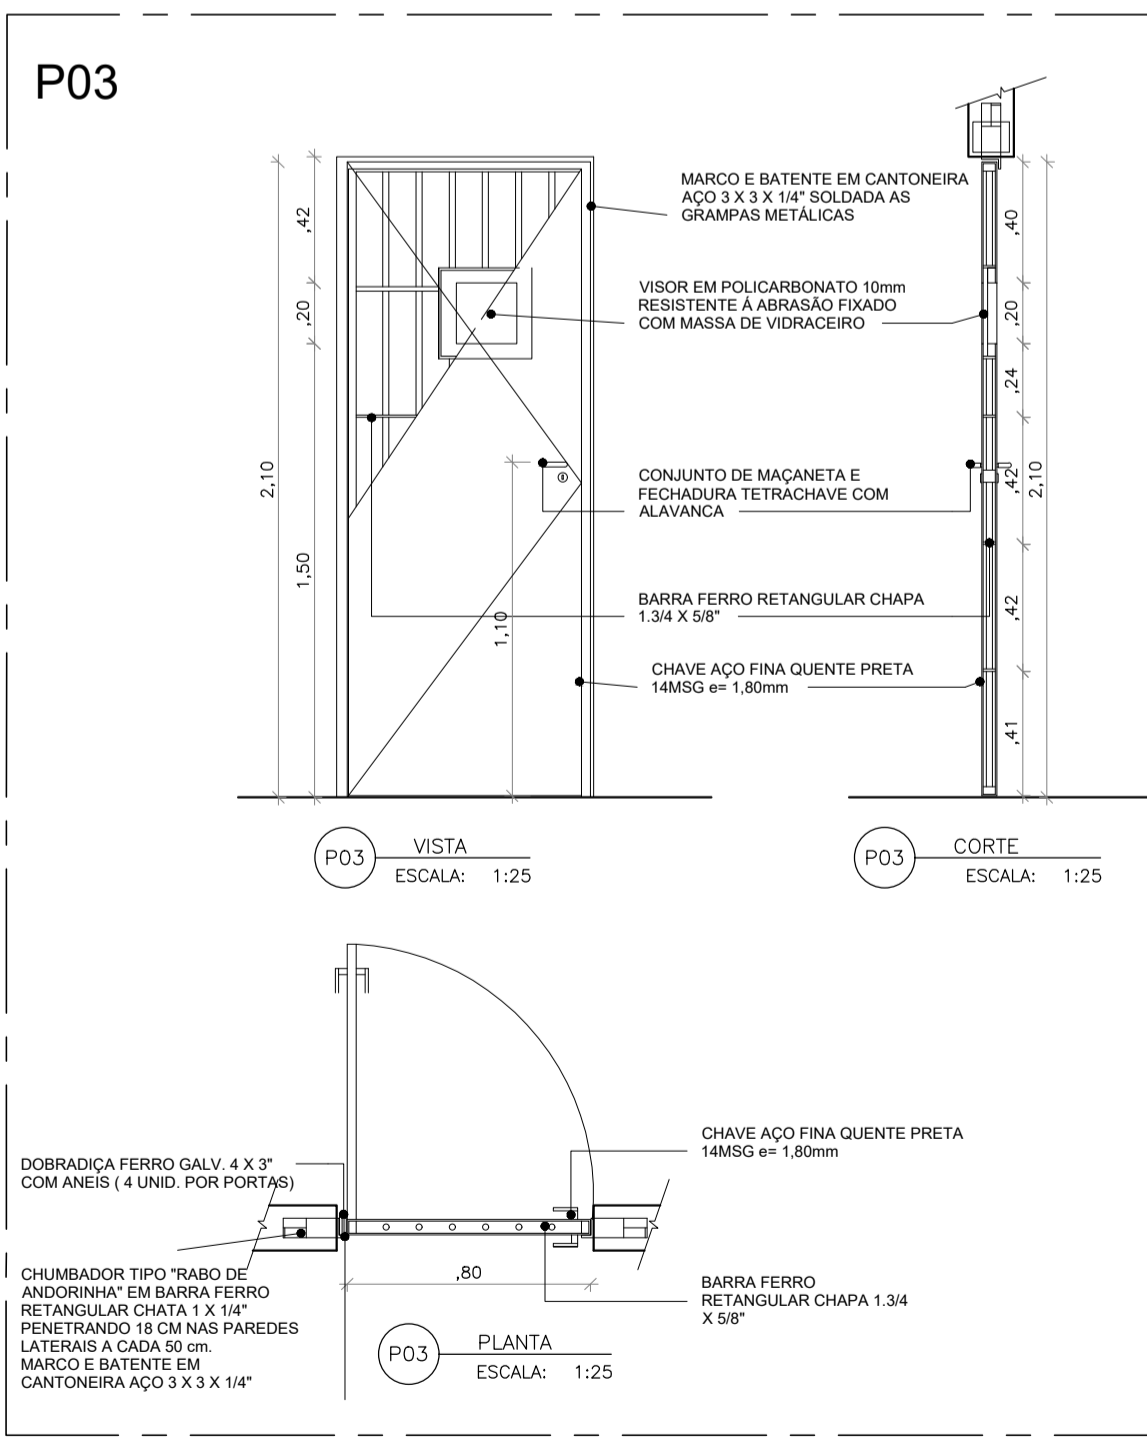 P03
2,10
,42
,20
1,50
1,10
MARCO E BATENTE EM CANTONEIRA
AÇO 3 X 3 X 1/4" SOLDADA AS
GRAMPAS METÁLICAS
VISOR EM POLICARBONATO 10mm
RESISTENTE Á ABRASÃO FIXADO
COM MASSA DE VIDRACEIRO
CONJUNTO DE MAÇANETA E
FECHADURA TETRACHAVE COM
ALAVANCA
BARRA FERRO RETANGULAR CHAPA
1.3/4 X 5/8"
CHAVE AÇO FINA QUENTE PRETA
14MSG e= 1,80mm
,40
,20
,24
,42
2,10
,42
,41
P03
VISTA
ESCALA: 1:25
P03
CORTE
ESCALA: 1:25
DOBRADIÇA FERRO GALV. 4 X 3"
COM ANEIS ( 4 UNID. POR PORTAS)
CHAVE AÇO FINA QUENTE PRETA
14MSG e= 1,80mm
CHUMBADOR TIPO "RABO DE
ANDORINHA" EM BARRA FERRO
RETANGULAR CHATA 1 X 1/4"
PENETRANDO 18 CM NAS PAREDES
LATERAIS A CADA 50 cm.
MARCO E BATENTE EM
CANTONEIRA AÇO 3 X 3 X 1/4"
,80
BARRA FERRO
RETANGULAR CHAPA 1.3/4
X 5/8"
P03
PLANTA
ESCALA: 1:25